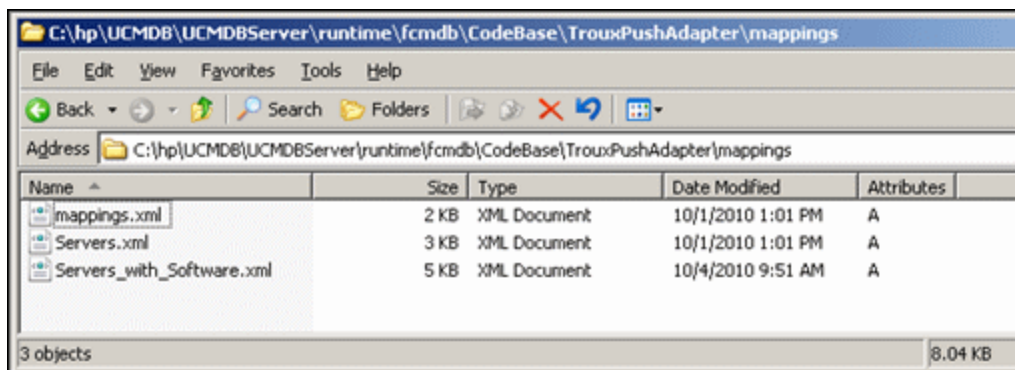 C:\hp\UCMDB\UCMDBServer\runtime\fcmdb\CodeBase\TrouxPushAdapter\mappings
File Edit View Favorites Tools Help
Back Search Folders
Address C:\hp\UCMDB\UCMDBServer\runtime\fcmdb\CodeBase\TrouxPushAdapter\mappings
Name Size Type Date Modified Attributes
mappings.xml 2 KB XML Document 10/1/2010 1:01 PM A
Servers.xml 3 KB XML Document 10/1/2010 1:01 PM A
Servers_with_Software.xml 5 KB XML Document 10/4/2010 9:51 AM A
3 objects 8.04 KB